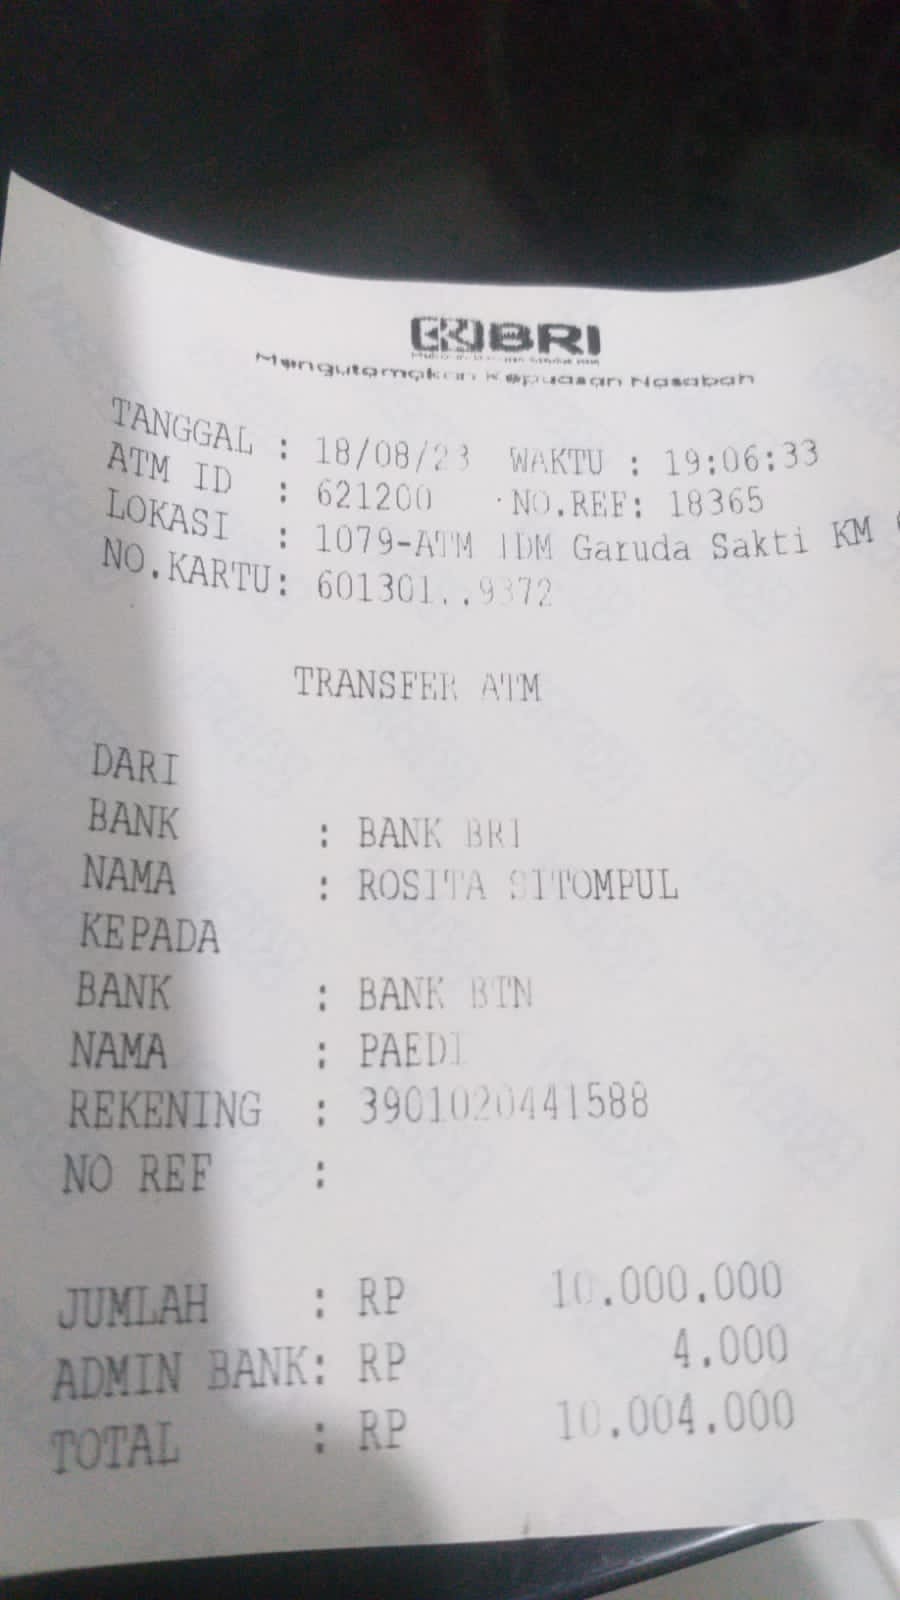 BRI
Mengutamakan Kepuasan Nasabah
TANGGAL : 18/08/23 WAKTU : 19:06:33
ATM ID : 621200 NO.REF: 18365
LOKASI : 1079-ATM IDM Garuda Sakti KM
NO.KARTU: 601301..9372
TRANSFER ATM
DARI
BANK : BANK BRI
NAMA : ROSITA SITOMPUL
KEPADA
BANK : BANK BTN
NAMA : PAEDI
REKENING : 3901020441588
NO REF :
JUMLAH : RP 10.000.000
ADMIN BANK: RP 4.000
TOTAL : RP 10.004.000